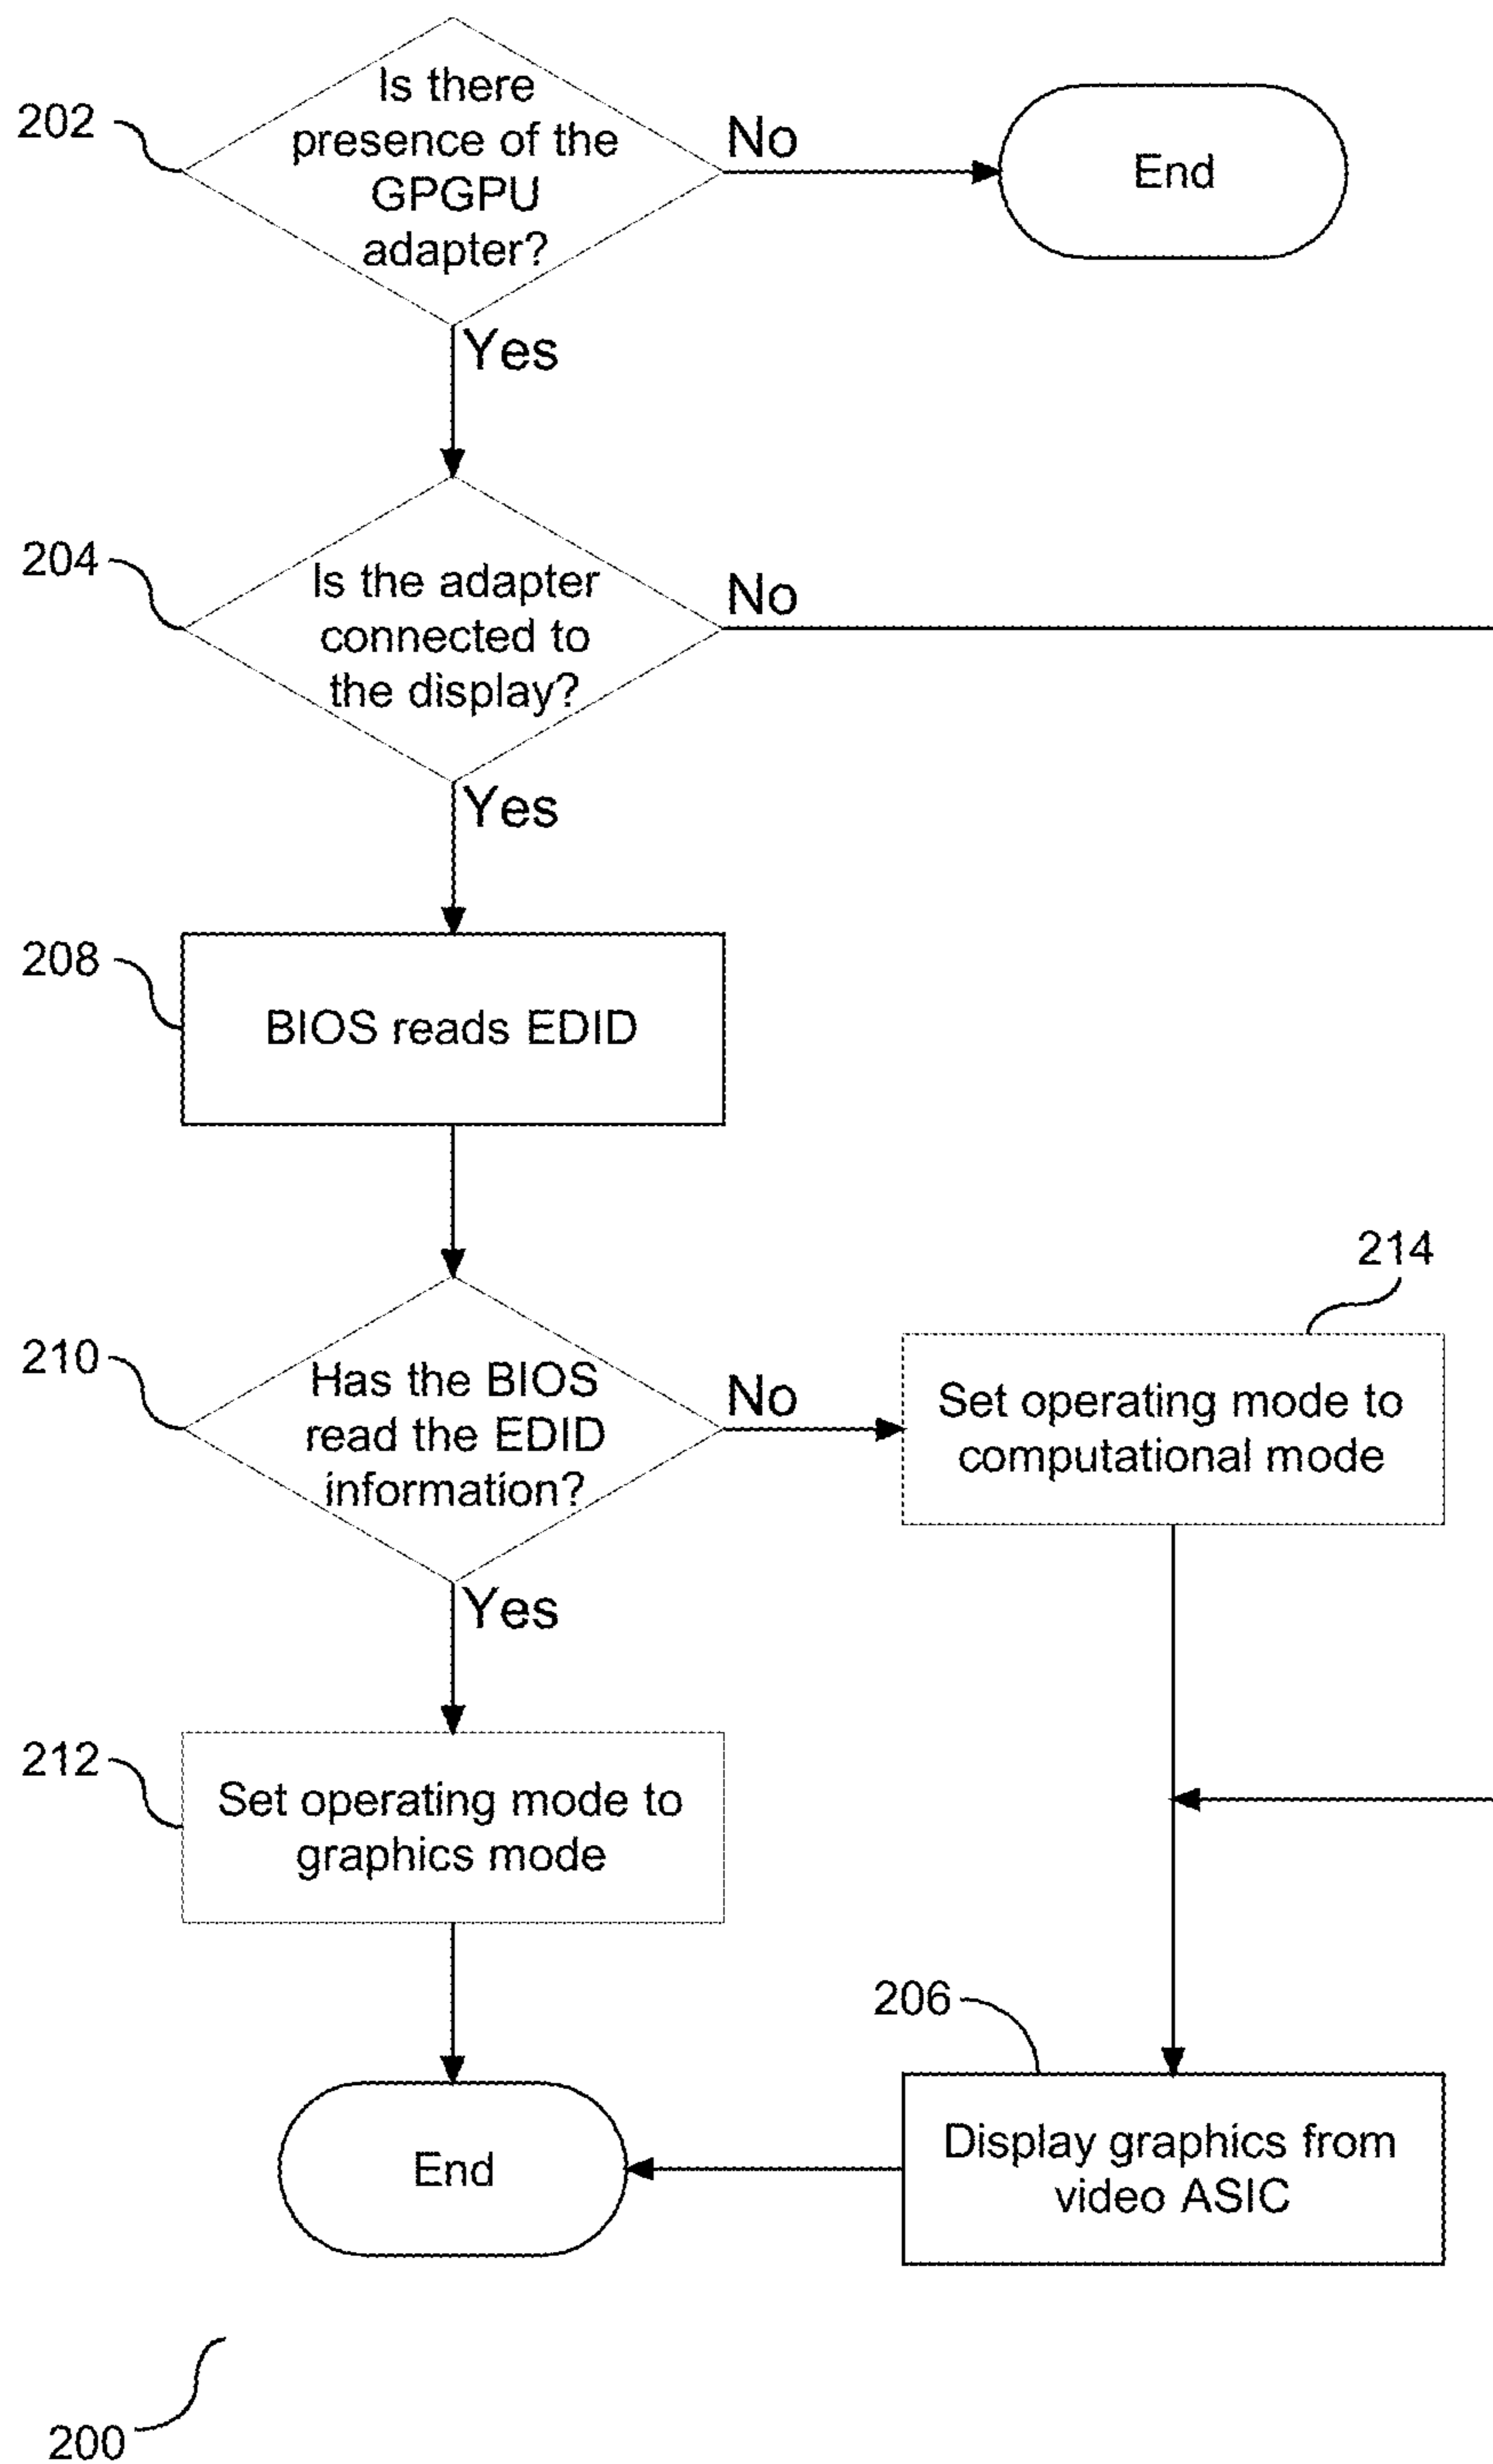 202
Is there
presence of the
GPGPU
adapter?
No
End
Yes
204
Is the adapter
connected to
the display?
No
Yes
208
BIOS reads EDID
210
Has the BIOS
read the EDID
information?
No
214
Set operating mode to
computational mode
Yes
212
Set operating mode to
graphics mode
206
Display graphics from
video ASIC
End
200